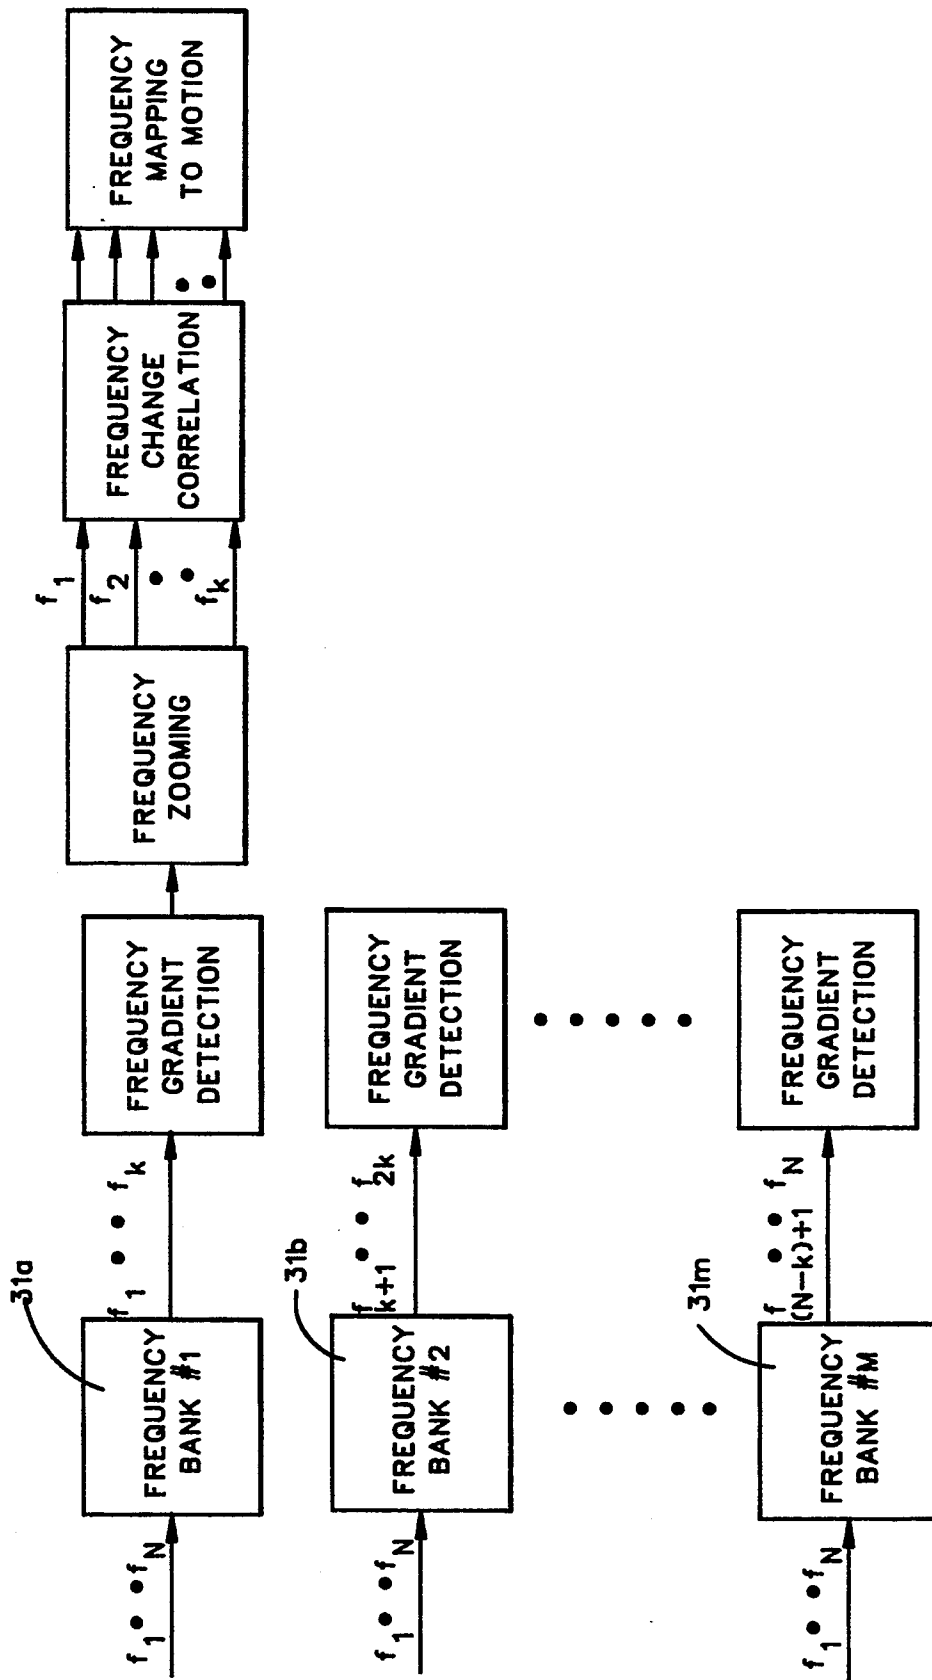 f1 • • fN
31a
FREQUENCY
BANK #1
f1 • • fk
FREQUENCY
GRADIENT
DETECTION
FREQUENCY
ZOOMING
f1
f2
• •
fk
FREQUENCY
CHANGE
CORRELATION
• •
FREQUENCY
MAPPING
TO MOTION
f1 • • fN
31b
FREQUENCY
BANK #2
fk+1 • • f2k
FREQUENCY
GRADIENT
DETECTION
• • • • •
• • • • •
f1 • • fN
31m
FREQUENCY
BANK #M
f(N-k)+1 • • fN
FREQUENCY
GRADIENT
DETECTION